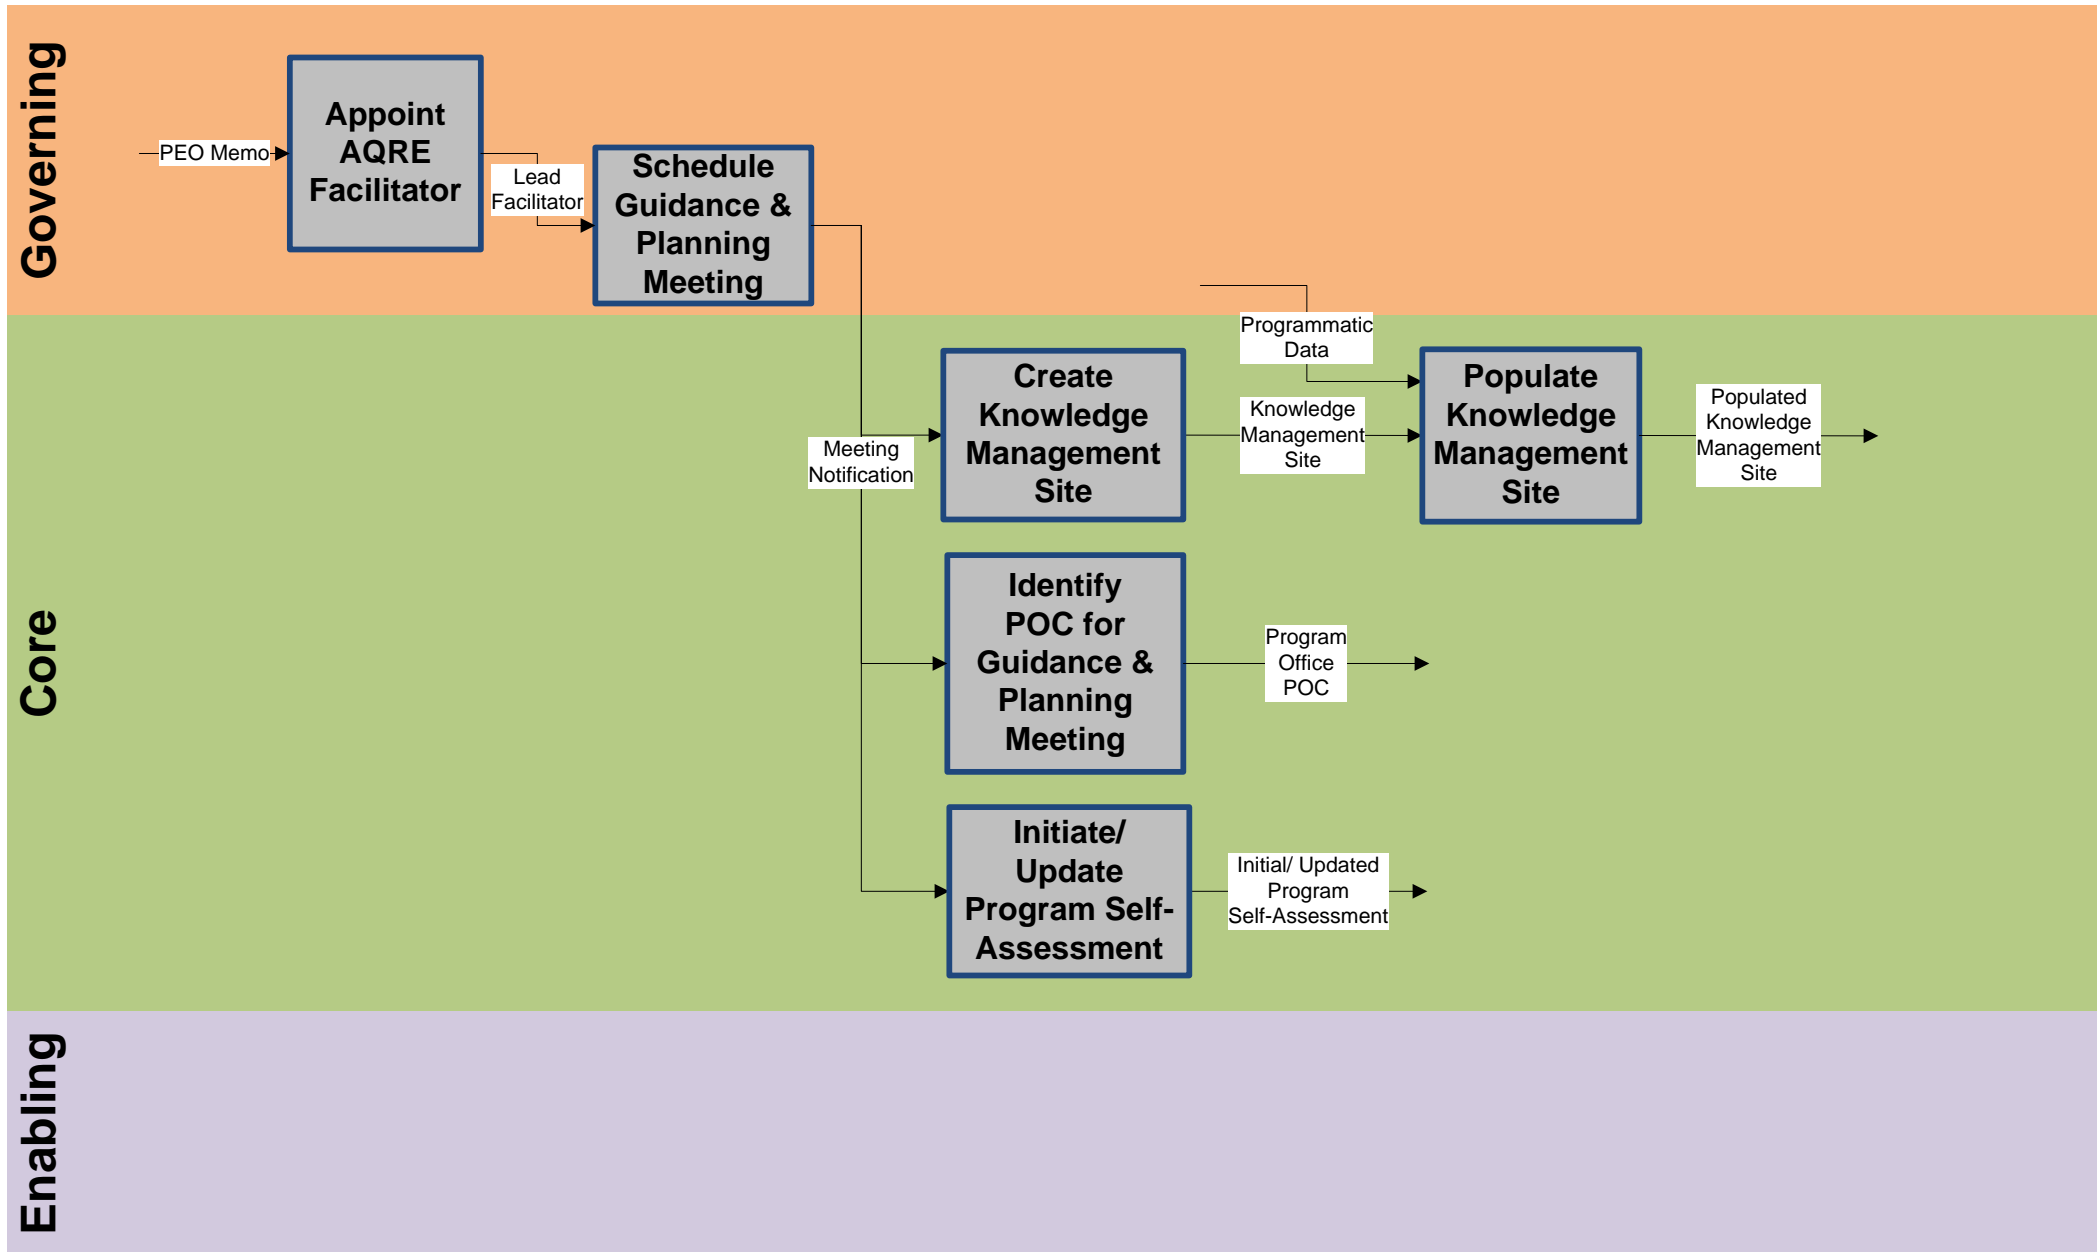 Governing
PEO Memo
Appoint
AQRE
Facilitator
Lead
Facilitator
Schedule
Guidance &
Planning
Meeting
Core
Meeting
Notification
Create
Knowledge
Management
Site
Programmatic
Data
Knowledge
Management
Site
Populate
Knowledge
Management
Site
Populated
Knowledge
Management
Site
Identify
POC for
Guidance &
Planning
Meeting
Program
Office
POC
Initiate/
Update
Program Self-
Assessment
Initial/ Updated
Program
Self-Assessment
Enabling